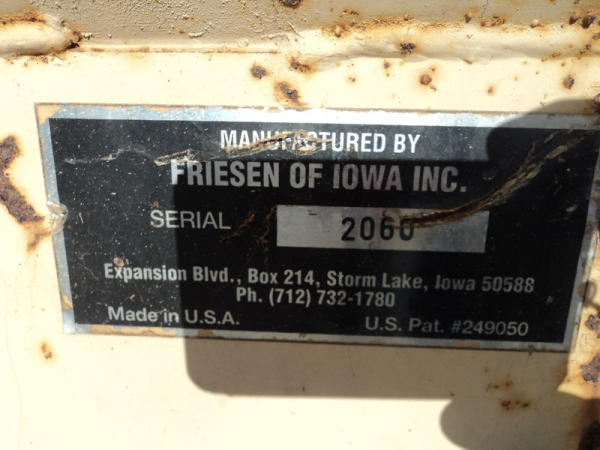 MANUFACTURED BY
FRIESEN OF IOWA INC.
SERIAL 2060
Expansion Blvd., Box 214, Storm Lake, Iowa 50588
Ph. (712) 732-1780
Made in U.S.A. U.S. Pat. #249050